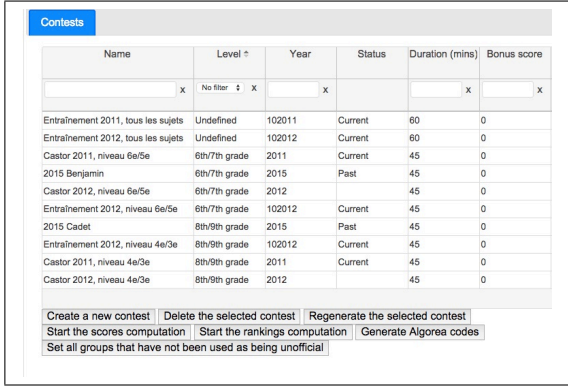 Contests
Name Level Year Status Duration (mins) Bonus score
x No filter x x x x
Entraînement 2011, tous les sujets Undefined 102011 Current 60 0
Entraînement 2012, tous les sujets Undefined 102012 Current 60 0
Castor 2011, niveau 6e/5e 6th/7th grade 2011 Current 45 0
2015 Benjamin 6th/7th grade 2015 Past 45 0
Castor 2012, niveau 6e/5e 6th/7th grade 2012 45 0
Entraînement 2012, niveau 6e/5e 6th/7th grade 102012 Current 45 0
2015 Cadet 8th/9th grade 2015 Past 45 0
Entraînement 2012, niveau 4e/3e 8th/9th grade 102012 Current 45 0
Castor 2011, niveau 4e/3e 8th/9th grade 2011 Current 45 0
Castor 2012, niveau 4e/3e 8th/9th grade 2012 45 0
Create a new contest Delete the selected contest Regenerate the selected contest
Start the scores computation Start the rankings computation Generate Algorea codes
Set all groups that have not been used as being unofficial